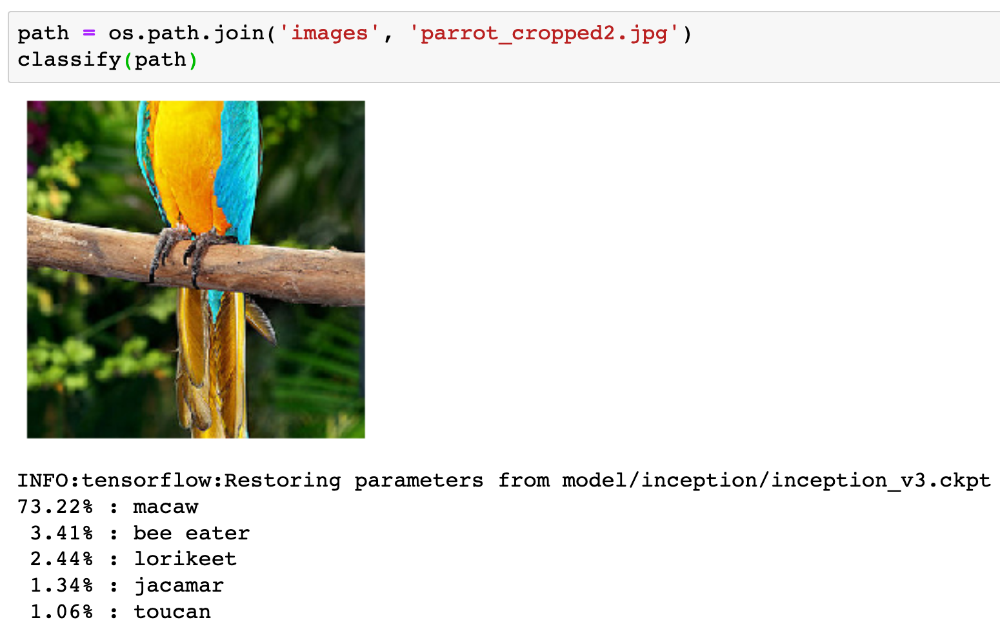 path = os.path.join('images', 'parrot_cropped2.jpg')
classify(path)
INFO:tensorflow:Restoring parameters from model/inception/inception_v3.ckpt
73.22% : macaw
3.41% : bee eater
2.44% : lorikeet
1.34% : jacamar
1.06% : toucan